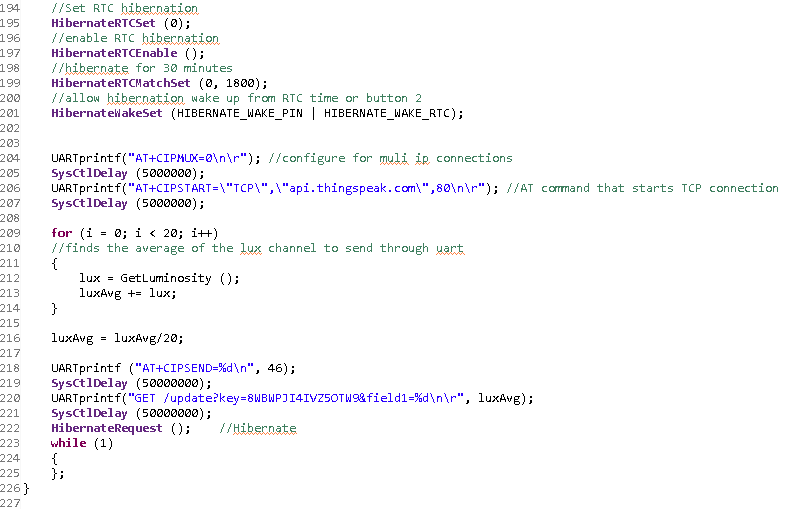 194 //Set RTC hibernation
195 HibernateRTCSet (0);
196 //enable RTC hibernation
197 HibernateRTCEnable ();
198 //hibernate for 30 minutes
199 HibernateRTCMatchSet (0, 1800);
200 //allow hibernation wake up from RTC time or button 2
201 HibernateWakeSet (HIBERNATE_WAKE_PIN | HIBERNATE_WAKE_RTC);
202
203
204 UARTprintf("AT+CIPMUX=0\n\r"); //configure for muli ip connections
205 SysCtlDelay (5000000);
206 UARTprintf("AT+CIPSTART=\"TCP\",\"api.thingspeak.com\",80\n\r"); //AT command that starts TCP connection
207 SysCtlDelay (5000000);
208
209 for (i = 0; i < 20; i++)
210 //finds the average of the lux channel to send through uart
211 {
212 lux = GetLuminosity ();
213 luxAvg += lux;
214 }
215
216 luxAvg = luxAvg/20;
217
218 UARTprintf ("AT+CIPSEND=%d\n", 46);
219 SysCtlDelay (50000000);
220 UARTprintf("GET /update?key=8WBWPJI4IVZ5OTW9&field1=%d\n\r", luxAvg);
221 SysCtlDelay (50000000);
222 HibernateRequest (); //Hibernate
223 while (1)
224 {
225 };
226 }
227